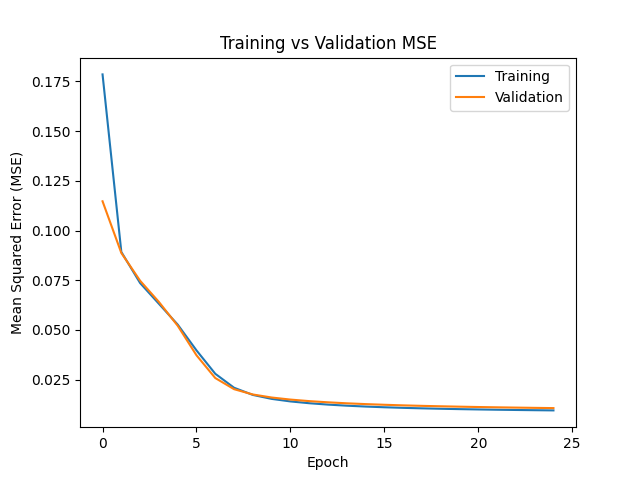 Training vs Validation MSE
Training
Validation
0.175
0.150
0.125
0.100
0.075
0.050
0.025
Mean Squared Error (MSE)
0 5 10 15 20 25
Epoch